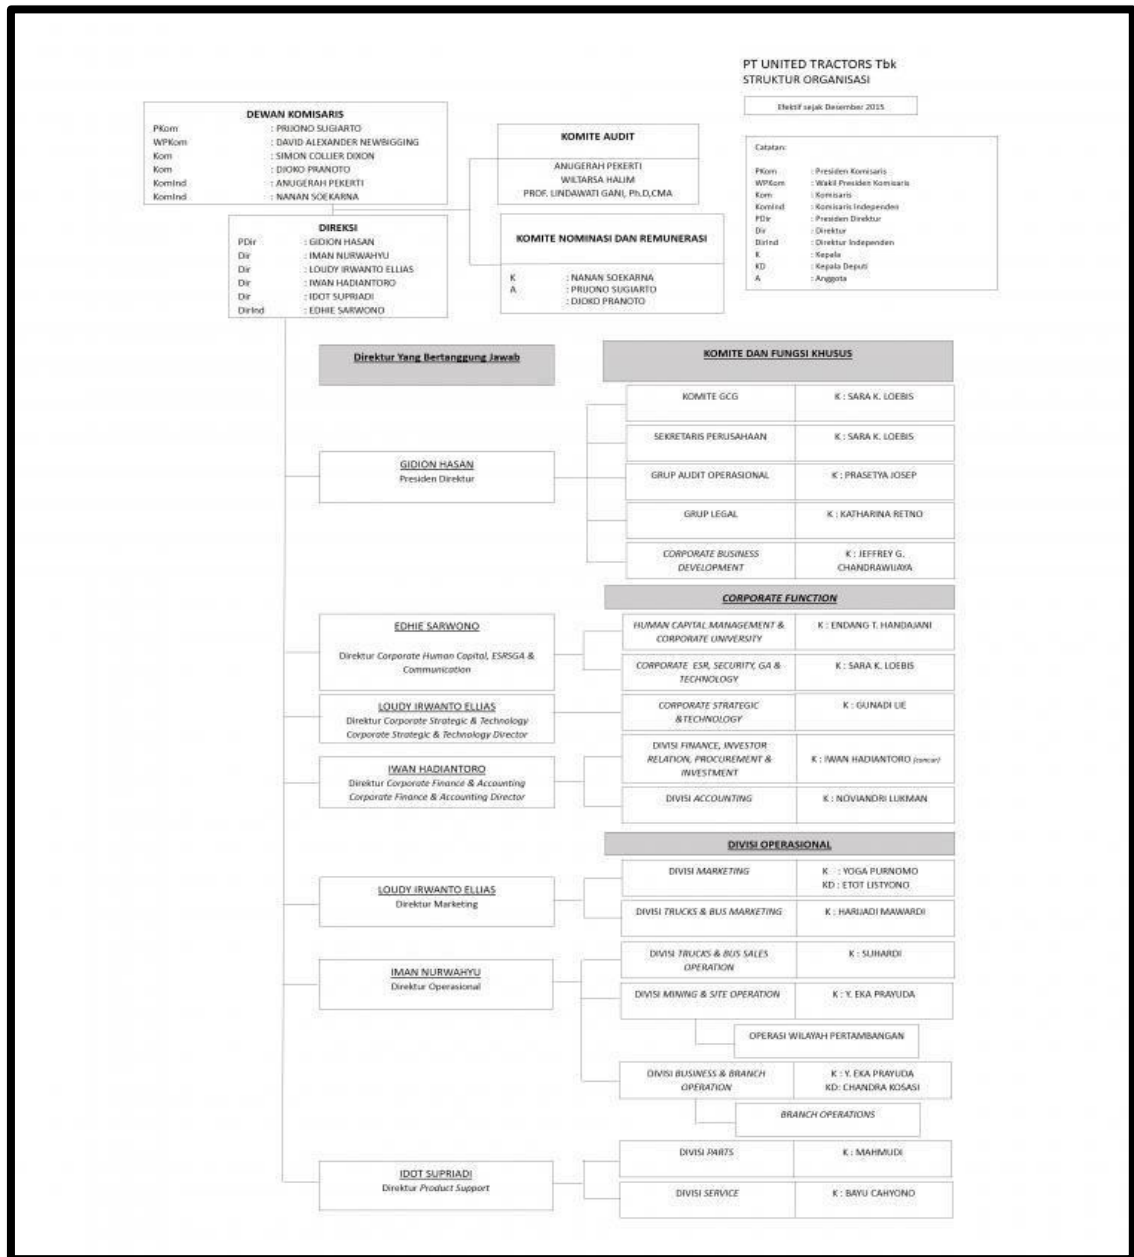 PT UNITED TRACTORS Tbk
STRUKTUR ORGANISASI
Efektif sejak Desember 2015
DEWAN KOMISARIS
PKom : PRIJONO SUGIARTO
WPKom : DAVID ALEXANDER NEWBIGGING
Kom : SIMON COLLIER DIXON
Kom : DJOKO PRANOTO
KomInd : ANUGERAH PEKERTI
KomInd : NANAN SOEKARNA
KOMITE AUDIT
ANUGERAH PEKERTI
WILTARSA HALIM
PROF. LINDAWATI GANI, Ph.D,CMA
Catatan:
PKom : Presiden Komisaris
WPKom : Wakil Presiden Komisaris
Kom : Komisaris
KomInd : Komisaris Independen
PDir : Presiden Direktur
Dir : Direktur
DirInd : Direktur Independen
K : Kepala
KD : Kepala Deputi
A : Anggota
DIREKSI
PDir : GIDION HASAN
Dir : IMAN NURWAHYU
Dir : LOUDY IRWANTO ELLIAS
Dir : IWAN HADIANTORO
Dir : IDOT SUPRIADI
DirInd : EDHIE SARWONO
KOMITE NOMINASI DAN REMUNERASI
K : NANAN SOEKARNA
A : PRIJONO SUGIARTO
: DJOKO PRANOTO
Direktur Yang Bertanggung Jawab
KOMITE DAN FUNGSI KHUSUS
GIDION HASAN
Presiden Direktur
KOMITE GCG
K : SARA K. LOEBIS
SEKRETARIS PERUSAHAAN
K : SARA K. LOEBIS
GRUP AUDIT OPERASIONAL
K : PRASETYA JOSEP
GRUP LEGAL
K : KATHARINA RETNO
CORPORATE BUSINESS
DEVELOPMENT
K : JEFFREY G.
CHANDRAWIJAYA
CORPORATE FUNCTION
EDHIE SARWONO
Direktur Corporate Human Capital, ESRSGA &
Communication
HUMAN CAPITAL MANAGEMENT &
CORPORATE UNIVERSITY
K : ENDANG T. HANDAJANI
CORPORATE ESR, SECURITY, GA &
TECHNOLOGY
K : SARA K. LOEBIS
LOUDY IRWANTO ELLIAS
Direktur Corporate Strategic & Technology
Corporate Strategic & Technology Director
CORPORATE STRATEGIC
&TECHNOLOGY
K : GUNADI LIE
IWAN HADIANTORO
Direktur Corporate Finance & Accounting
Corporate Finance & Accounting Director
DIVISI FINANCE, INVESTOR
RELATION, PROCUREMENT &
INVESTMENT
K : IWAN HADIANTORO (concur)
DIVISI ACCOUNTING
K : NOVIANDRI LUKMAN
DIVISI OPERASIONAL
LOUDY IRWANTO ELLIAS
Direktur Marketing
DIVISI MARKETING
K : YOGA PURNOMO
KD : ETOT LISTYONO
DIVISI TRUCKS & BUS MARKETING
K : HARIJADI MAWARDI
IMAN NURWAHYU
Direktur Operasional
DIVISI TRUCKS & BUS SALES
OPERATION
K : SUHARDI
DIVISI MINING & SITE OPERATION
K : Y. EKA PRAYUDA
OPERASI WILAYAH PERTAMBANGAN
DIVISI BUSINESS & BRANCH
OPERATION
K : Y. EKA PRAYUDA
KD: CHANDRA KOSASI
BRANCH OPERATIONS
IDOT SUPRIADI
Direktur Product Support
DIVISI PARTS
K : MAHMUDI
DIVISI SERVICE
K : BAYU CAHYONO